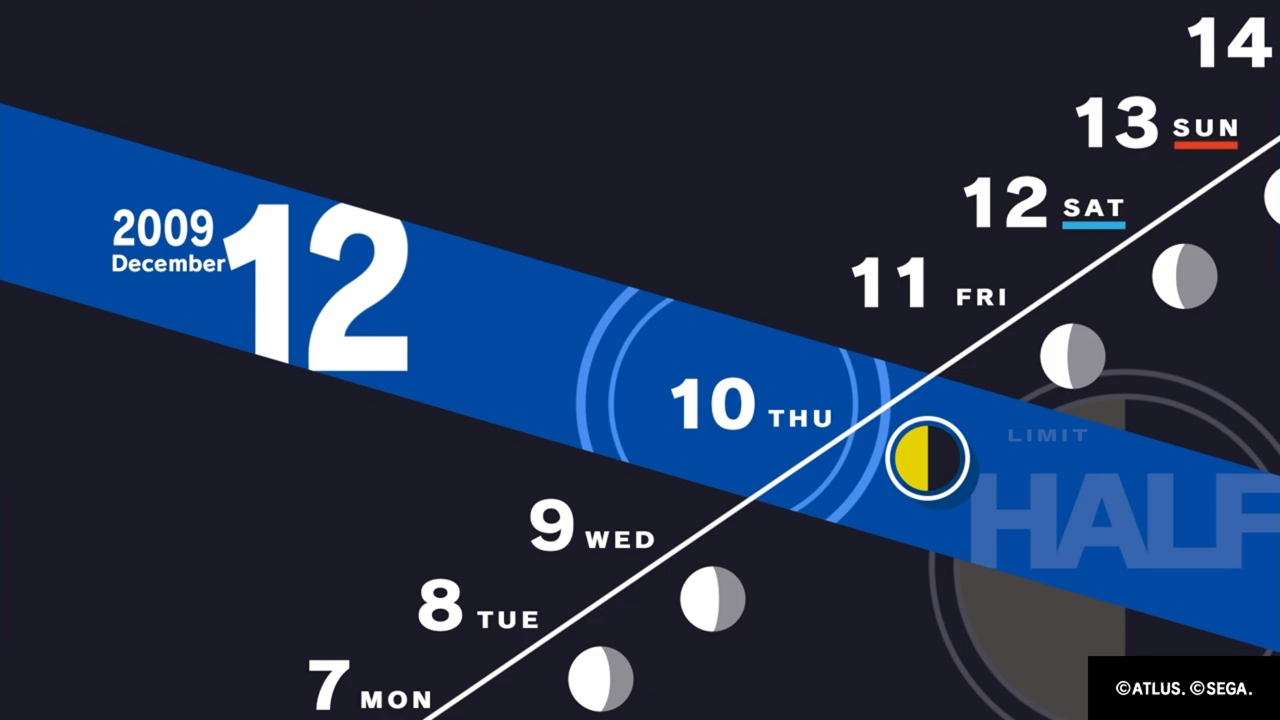 14
13 SUN
12 SAT
2009
December 12
11 FRI
10 THU
LIMIT
HALF
9 WED
8 TUE
7 MON
©ATLUS. ©SEGA.